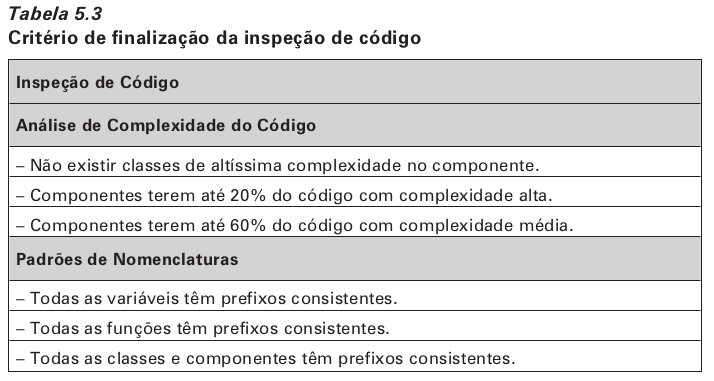 Tabela 5.3
Critério de finalização da inspeção de código
Inspeção de Código
Análise de Complexidade do Código
– Não existir classes de altíssima complexidade no componente.
– Componentes terem até 20% do código com complexidade alta.
– Componentes terem até 60% do código com complexidade média.
Padrões de Nomenclaturas
– Todas as variáveis têm prefixos consistentes.
– Todas as funções têm prefixos consistentes.
– Todas as classes e componentes têm prefixos consistentes.